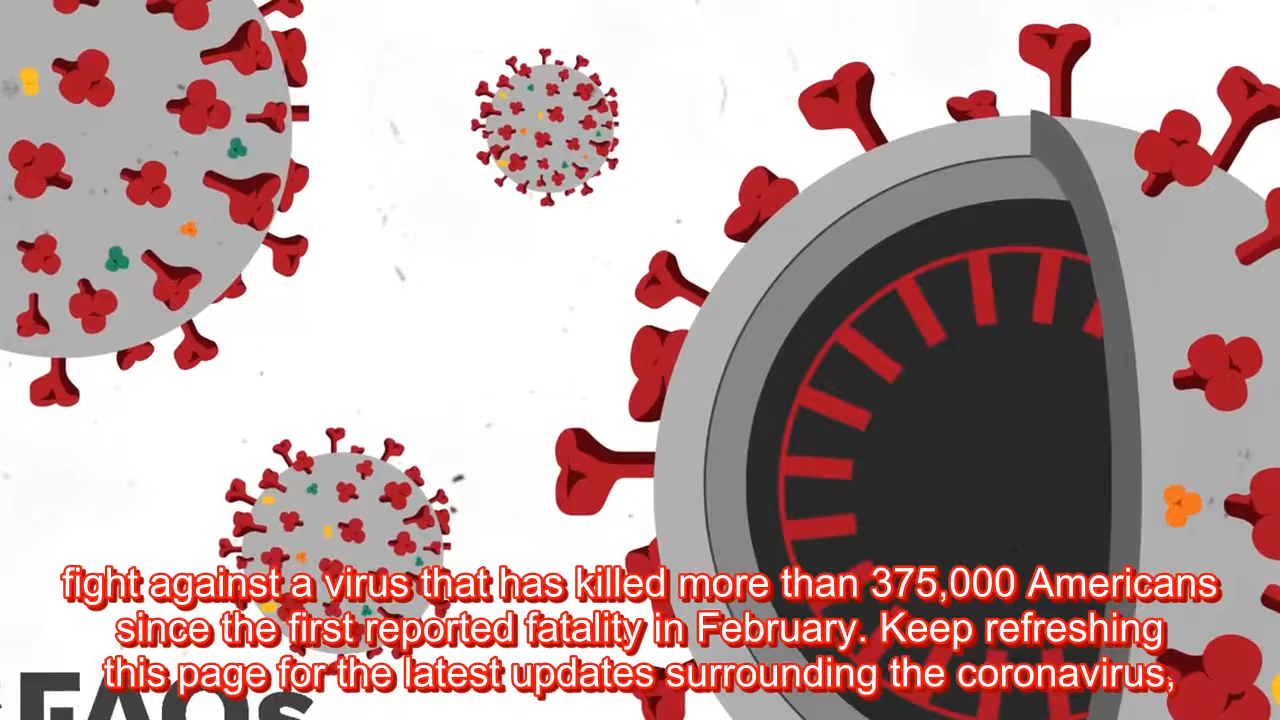 fight against a virus that has killed more than 375,000 Americans
since the first reported fatality in February. Keep refreshing
this page for the latest updates surrounding the coronavirus,
FAQs